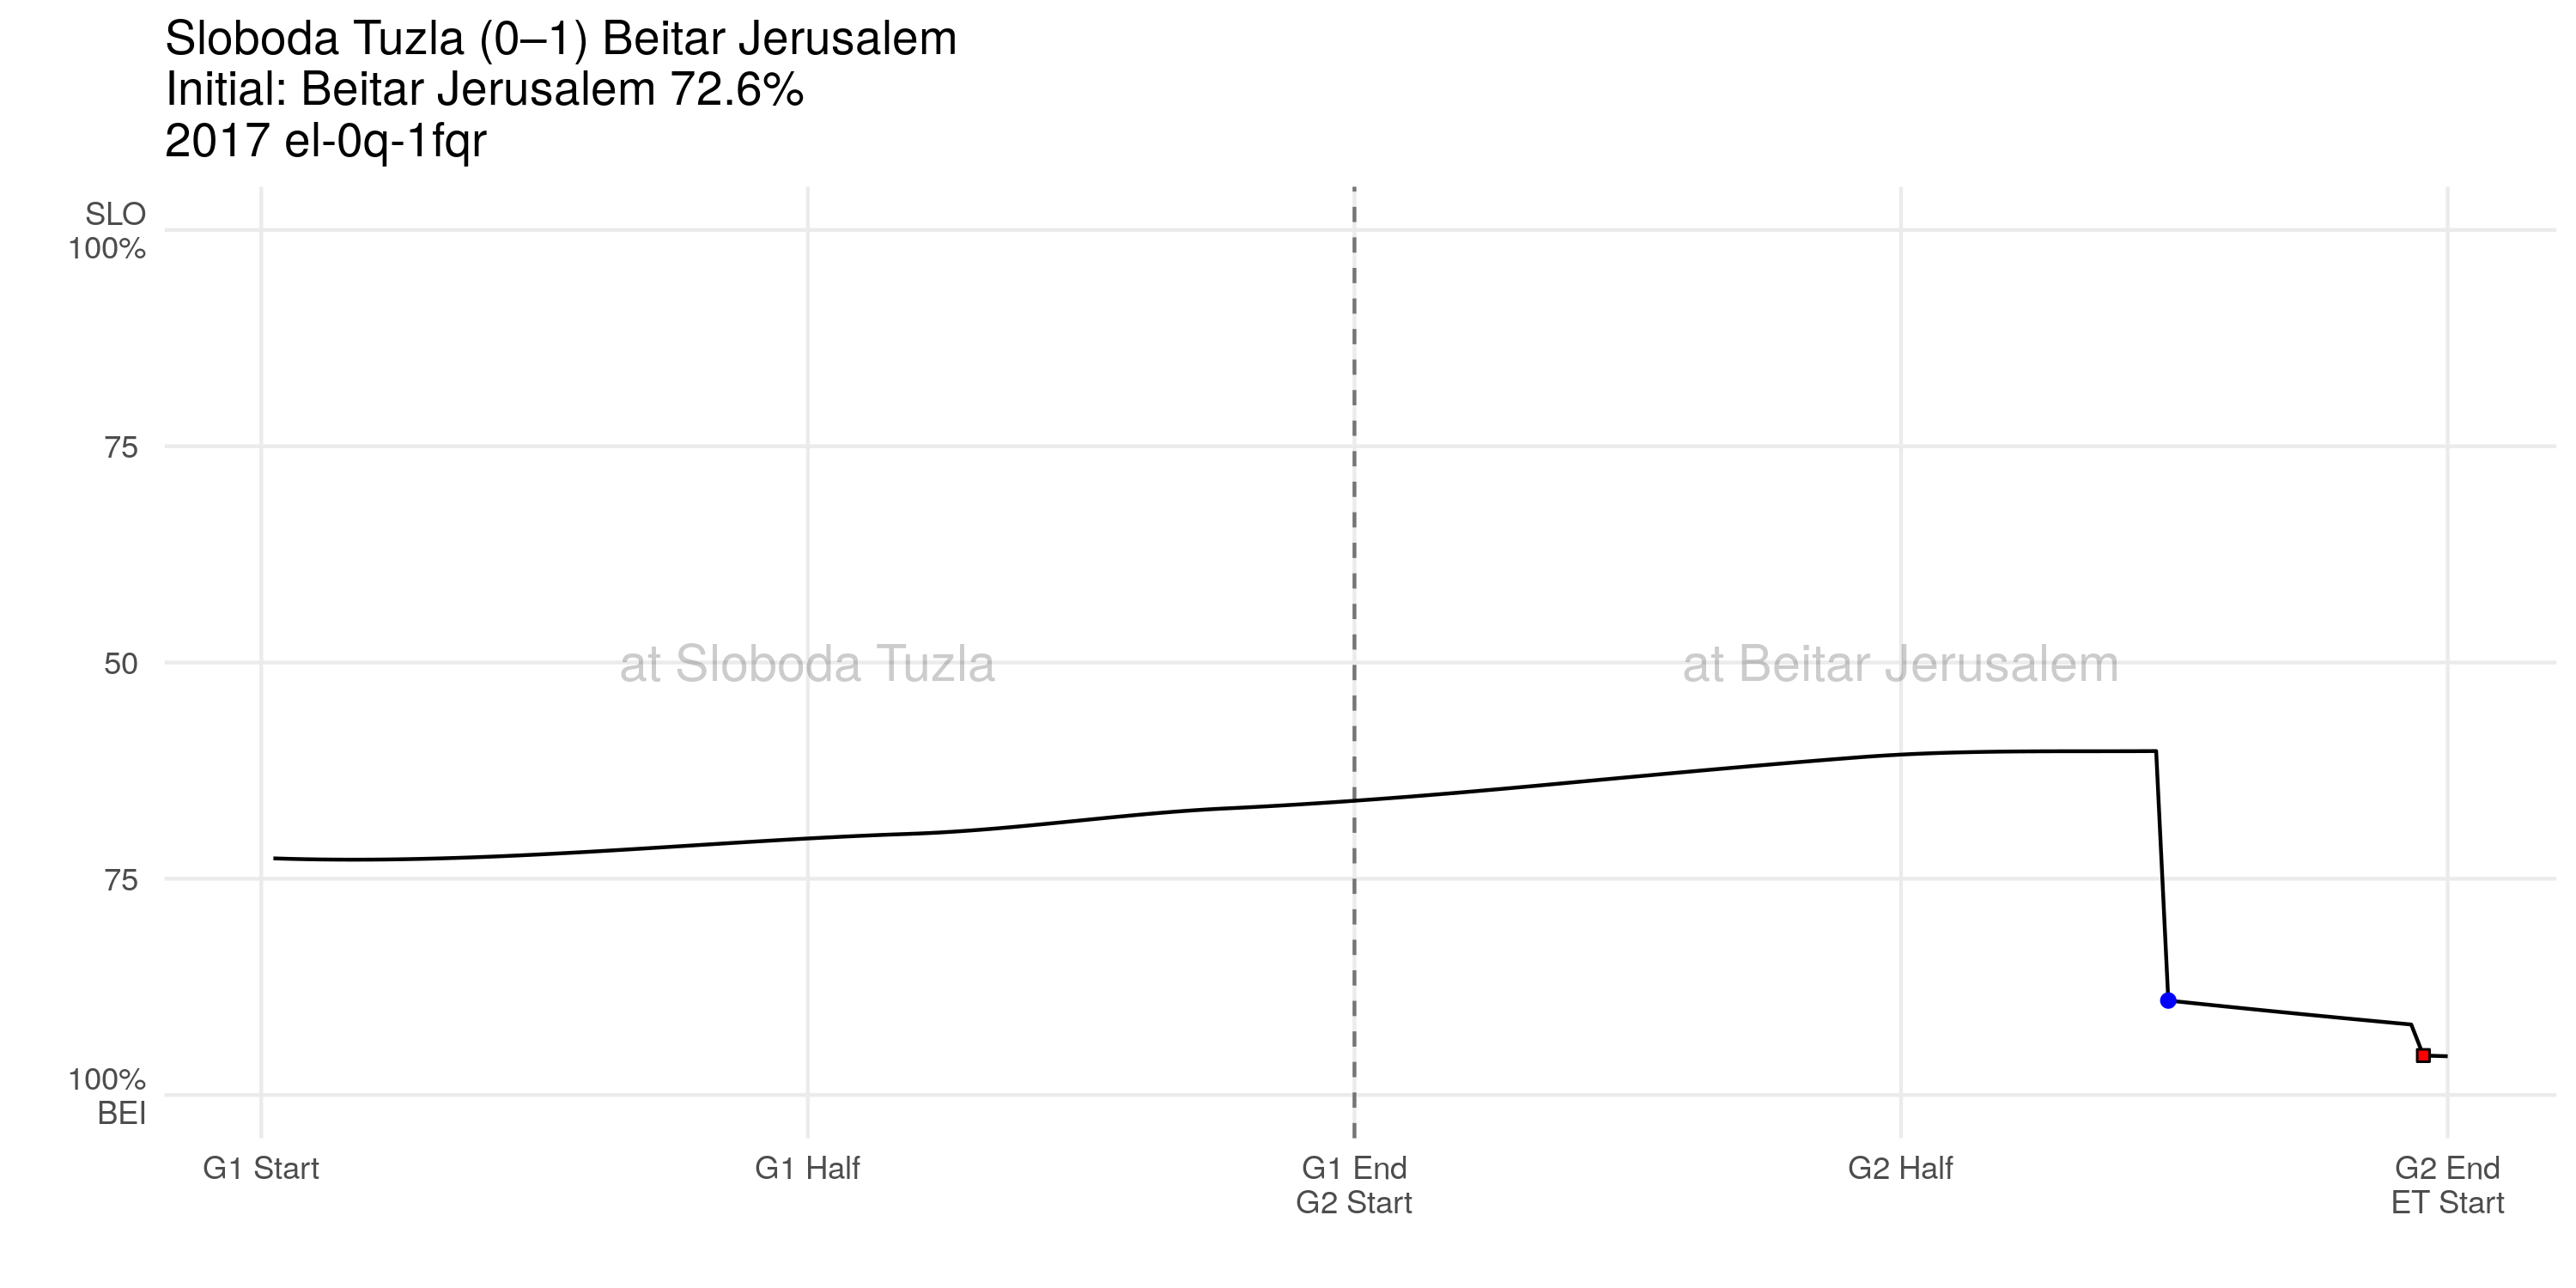 Sloboda Tuzla (0–1) Beitar Jerusalem
Initial: Beitar Jerusalem 72.6%
2017 el-0q-1fqr
SLO
100%
75
50
75
100%
BEI
at Sloboda Tuzla
at Beitar Jerusalem
G1 Start
G1 Half
G1 End
G2 Start
G2 Half
G2 End
ET Start